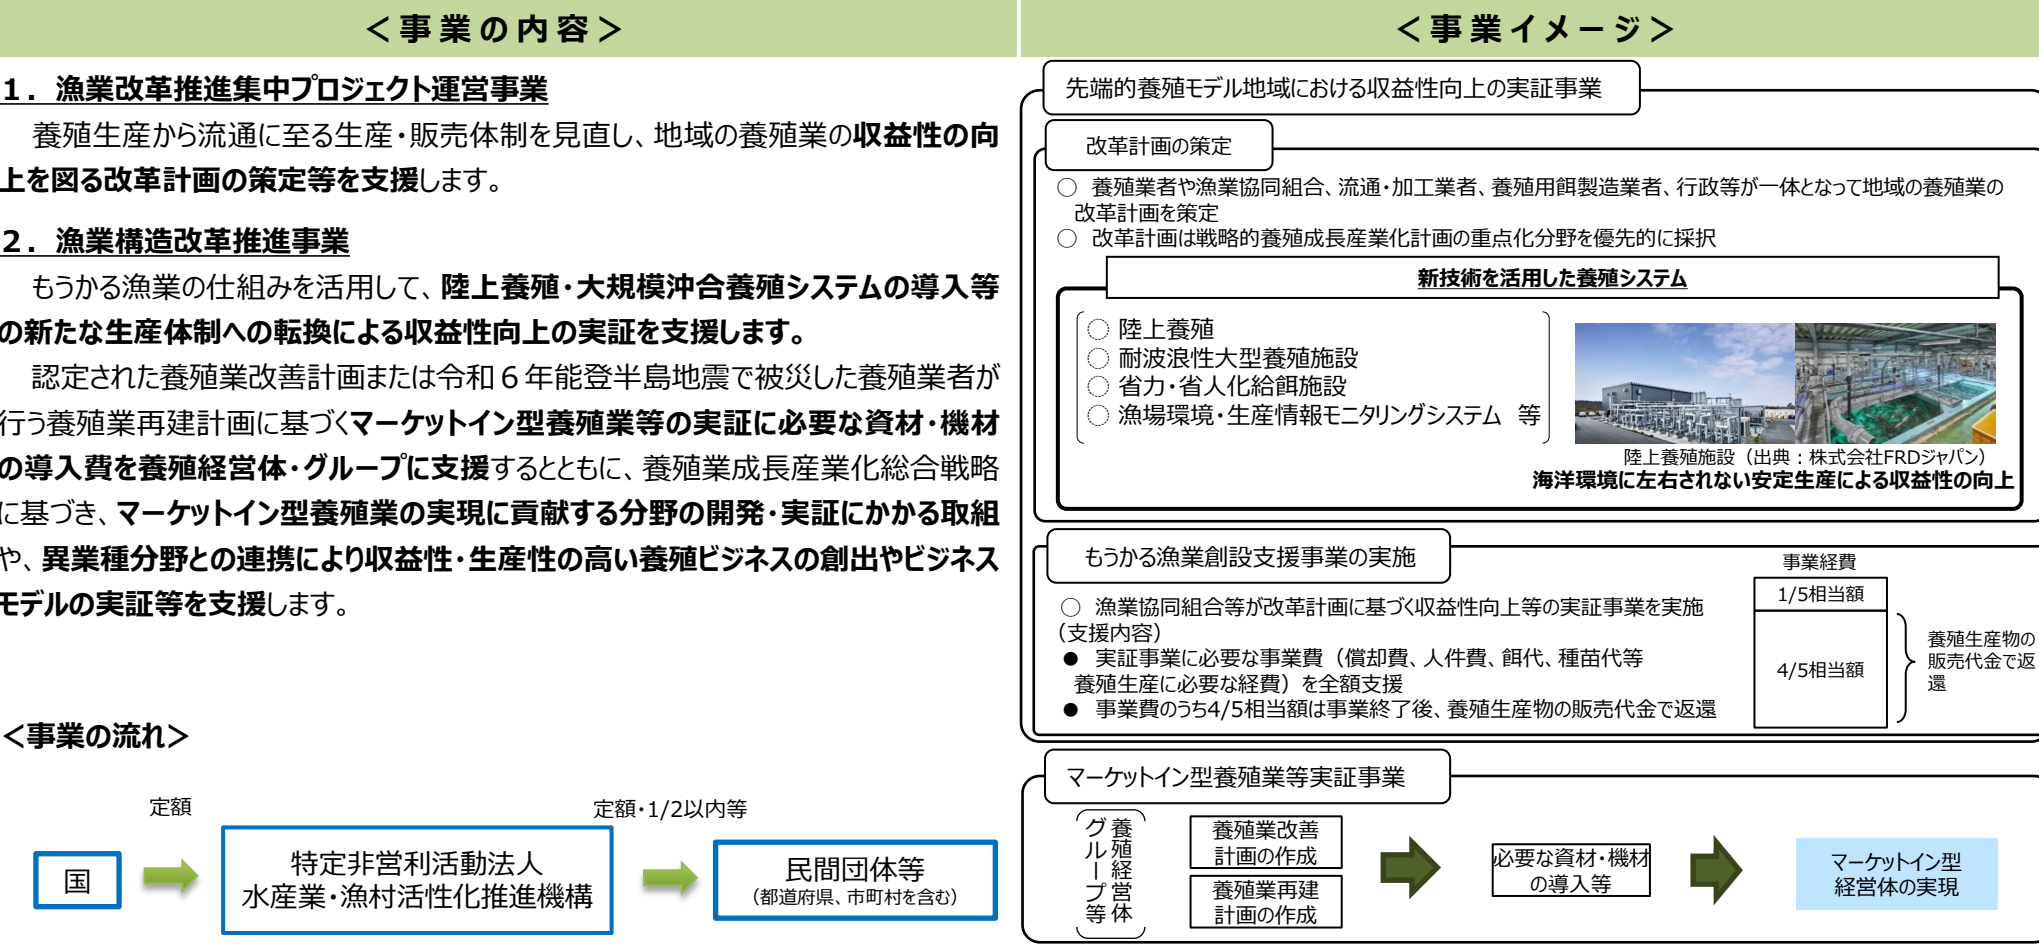 ＜事業の内容＞
１．漁業改革推進集中プロジェクト運営事業
養殖生産から流通に至る生産・販売体制を見直し、地域の養殖業の収益性の向
上を図る改革計画の策定等を支援します。
２．漁業構造改革推進事業
もうかる漁業の仕組みを活用して、陸上養殖・大規模沖合養殖システムの導入等
の新たな生産体制への転換による収益性向上の実証を支援します。
認定された養殖業改善計画または令和６年能登半島地震で被災した養殖業者が
行う養殖業再建計画に基づくマーケットイン型養殖業等の実証に必要な資材・機材
の導入費を養殖経営体・グループに支援するとともに、養殖業成長産業化総合戦略
に基づき、マーケットイン型養殖業の実現に貢献する分野の開発・実証にかかる取組
や、異業種分野との連携により収益性・生産性の高い養殖ビジネスの創出やビジネス
モデルの実証等を支援します。
＜事業の流れ＞
定額
定額・1/2以内等
国
特定非営利活動法人
水産業・漁村活性化推進機構
民間団体等
（都道府県、市町村を含む）
＜事業イメージ＞
先端的養殖モデル地域における収益性向上の実証事業
改革計画の策定
○ 養殖業者や漁業協同組合、流通・加工業者、養殖用餌製造業者、行政等が一体となって地域の養殖業の
改革計画を策定
○ 改革計画は戦略的養殖成長産業化計画の重点化分野を優先的に採択
新技術を活用した養殖システム
○ 陸上養殖
○ 耐波浪性大型養殖施設
○ 省力・省人化給餌施設
○ 漁場環境・生産情報モニタリングシステム 等
陸上養殖施設（出典：株式会社FRDジャパン）
海洋環境に左右されない安定生産による収益性の向上
もうかる漁業創設支援事業の実施
○ 漁業協同組合等が改革計画に基づく収益性向上等の実証事業を実施
（支援内容）
● 実証事業に必要な事業費（償却費、人件費、餌代、種苗代等
養殖生産に必要な経費）を全額支援
● 事業費のうち4/5相当額は事業終了後、養殖生産物の販売代金で返還
事業経費
1/5相当額
4/5相当額
養殖生産物の
販売代金で返
還
マーケットイン型養殖業等実証事業
養殖経営体
グループ等
養殖業改善
計画の作成
養殖業再建
計画の作成
必要な資材・機材
の導入等
マーケットイン型
経営体の実現